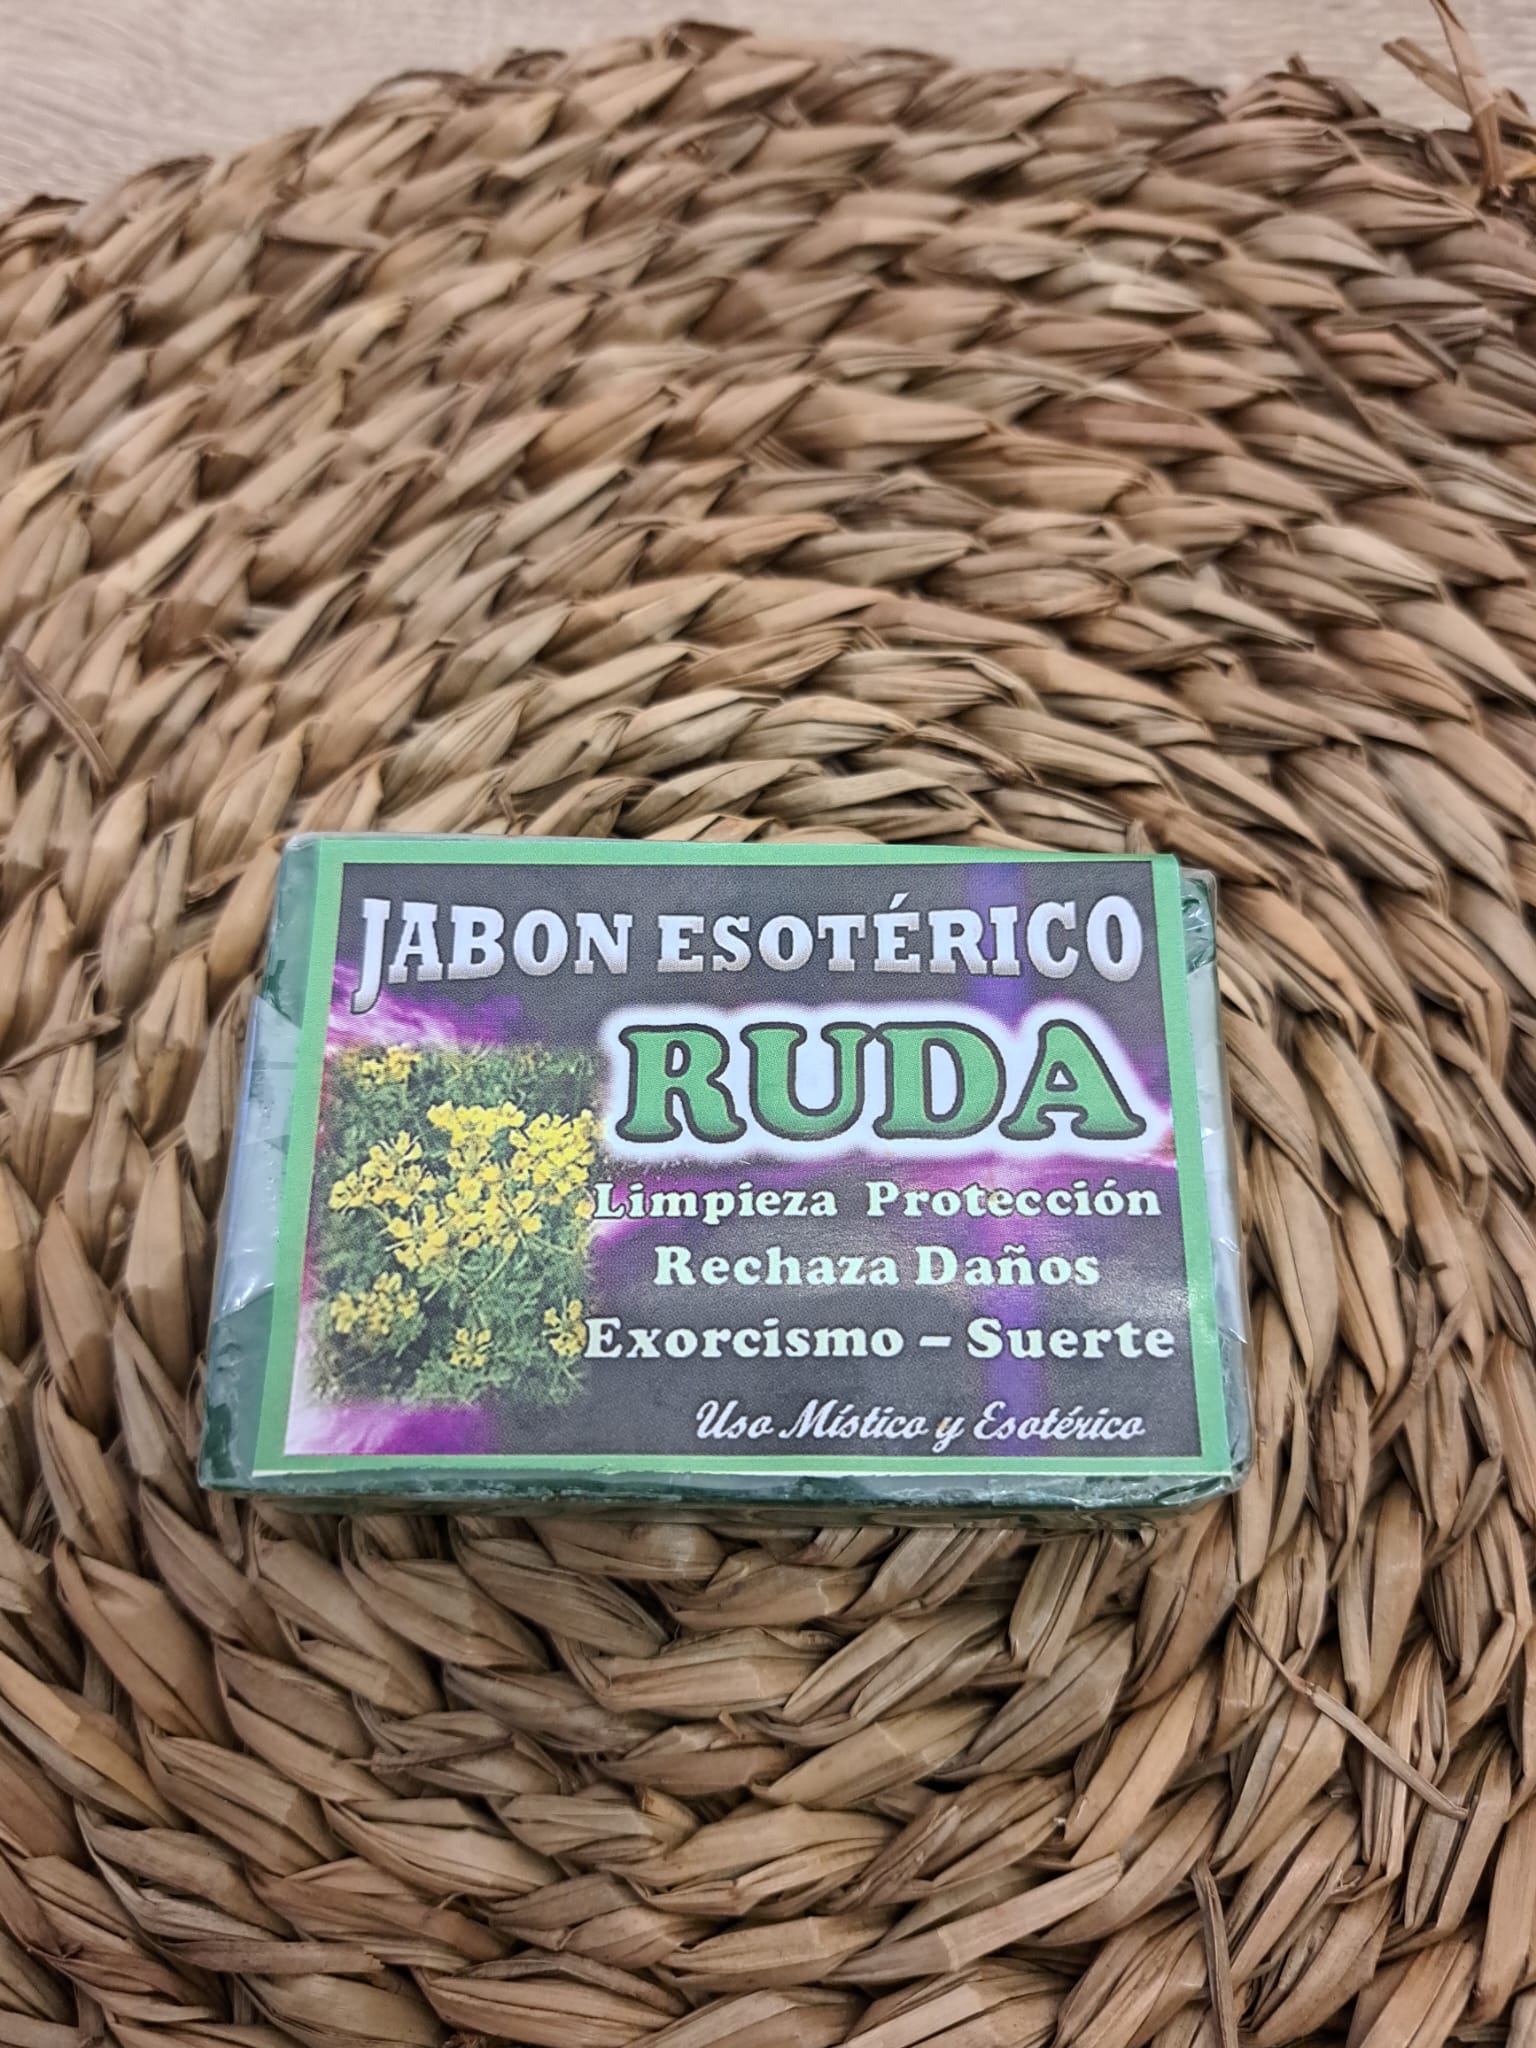 JABON ESOTÉRICO
RUDA
Limpieza Protección
Rechaza Daños
Exorcismo – Suerte
Uso Místico y Esotérico